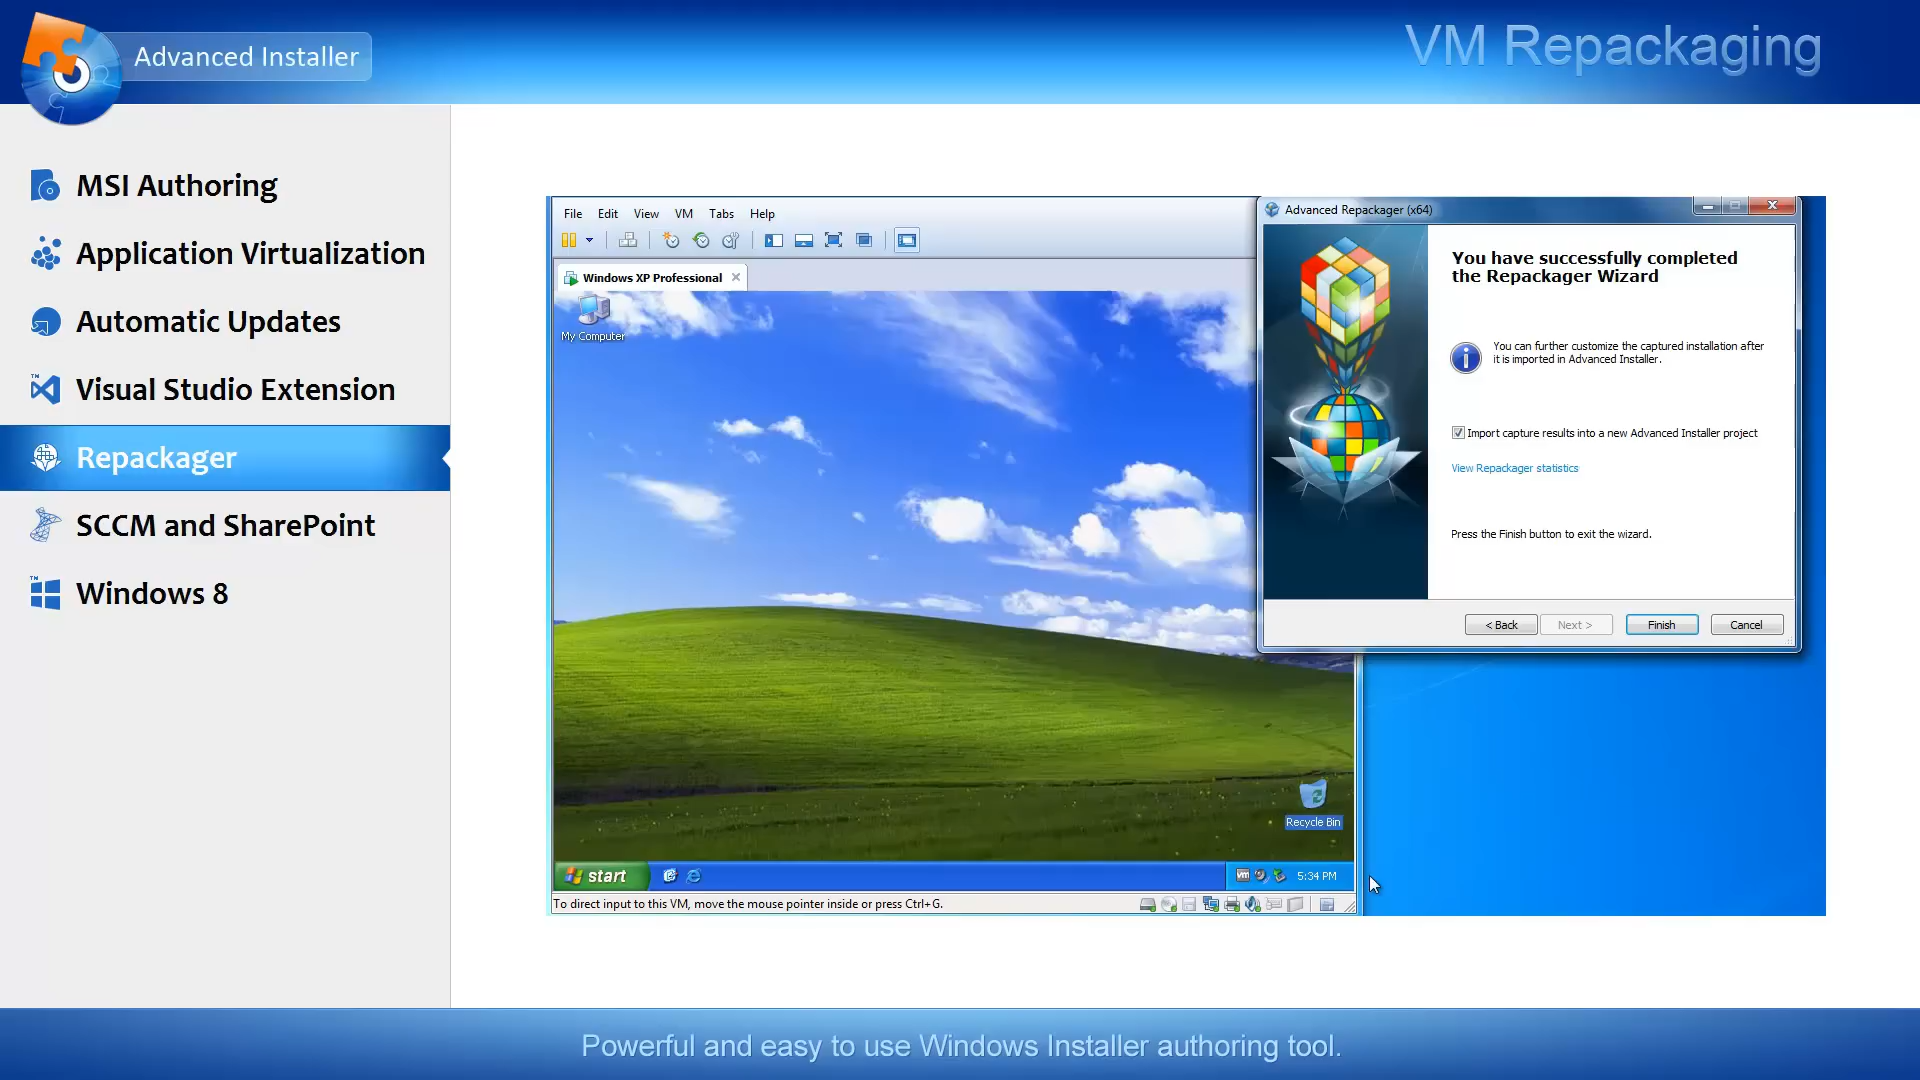 Advanced Installer
VM Repackaging
MSI Authoring
Application Virtualization
Automatic Updates
™
Visual Studio Extension
Repackager
SCCM and SharePoint
™
Windows 8
File Edit View VM Tabs Help
Windows XP Professional
My Computer
Recycle Bin
start
vm
5:34 PM
To direct input to this VM, move the mouse pointer inside or press Ctrl+G.
Advanced Repackager (x64)
You have successfully completed
the Repackager Wizard
You can further customize the captured installation after
it is imported in Advanced Installer.
Import capture results into a new Advanced Installer project
View Repackager statistics
Press the Finish button to exit the wizard.
< Back Next > Finish Cancel
Powerful and easy to use Windows Installer authoring tool.